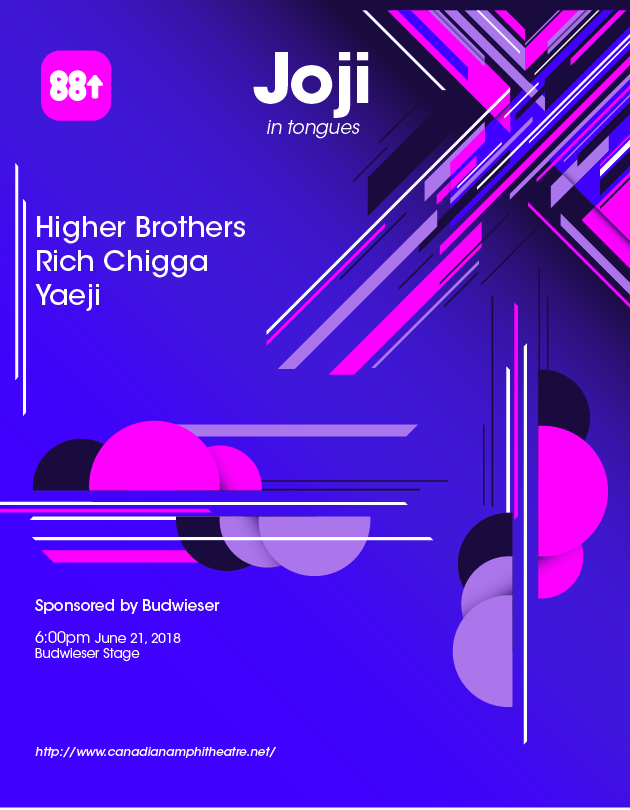 88↑
Joji
in tongues
Higher Brothers
Rich Chigga
Yaeji
Sponsored by Budwieser
6:00pm June 21, 2018
Budwieser Stage
http://www.canadianamphitheatre.net/